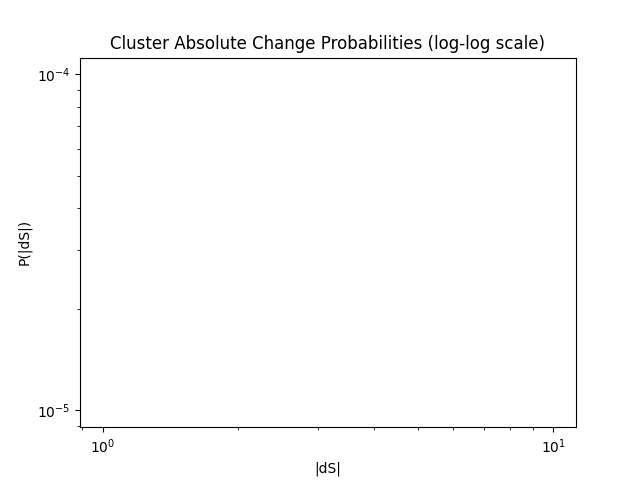 Cluster Absolute Change Probabilities (log-log scale)
10⁻⁴
P(|dS|)
10⁻⁵
10⁰ 10¹
|dS|